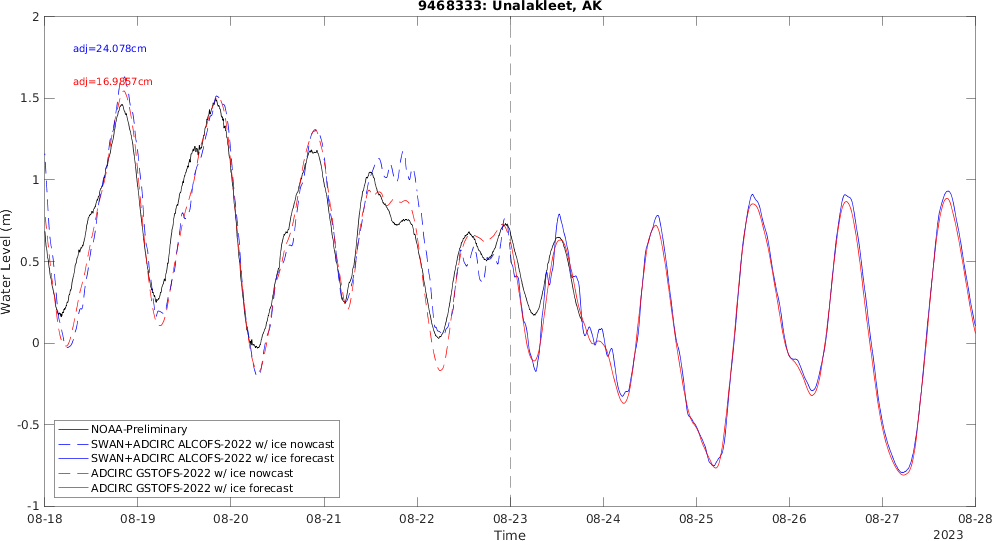 9468333: Unalakleet, AK
2
adj=24.078cm
adj=16.9857cm
1.5
1
0.5
0
-0.5
-1
Water Level (m)
NOAA-Preliminary
SWAN+ADCIRC ALCOFS-2022 w/ ice nowcast
SWAN+ADCIRC ALCOFS-2022 w/ ice forecast
ADCIRC GSTOFS-2022 w/ ice nowcast
ADCIRC GSTOFS-2022 w/ ice forecast
08-18 08-19 08-20 08-21 08-22 08-23 08-24 08-25 08-26 08-27 08-28
Time
2023